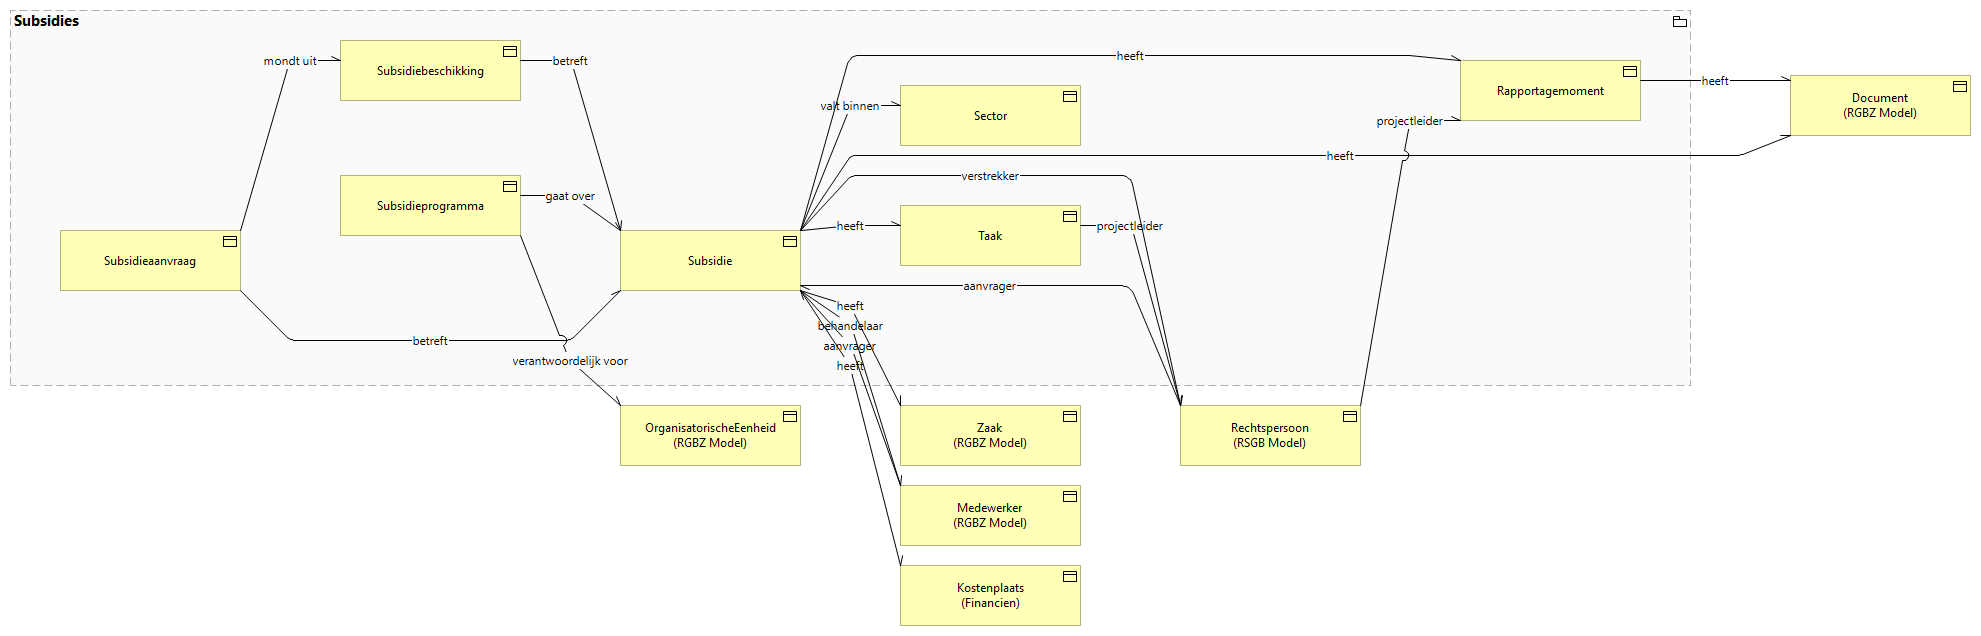 Subsidies
mondt uit
Subsidiebeschikking
betreft
heeft
Rapportagemoment
heeft
Document
(RGBZ Model)
valt binnen
Sector
projectleider
heeft
verstrekker
Subsidieprogramma
gaat over
heeft
Taak
projectleider
Subsidieaanvraag
Subsidie
aanvrager
heeft
behandelaar
aanvrager
heeft
betreft
verantwoordelijk voor
OrganisatorischeEenheid
(RGBZ Model)
Zaak
(RGBZ Model)
Rechtspersoon
(RSGB Model)
Medewerker
(RGBZ Model)
Kostenplaats
(Financien)